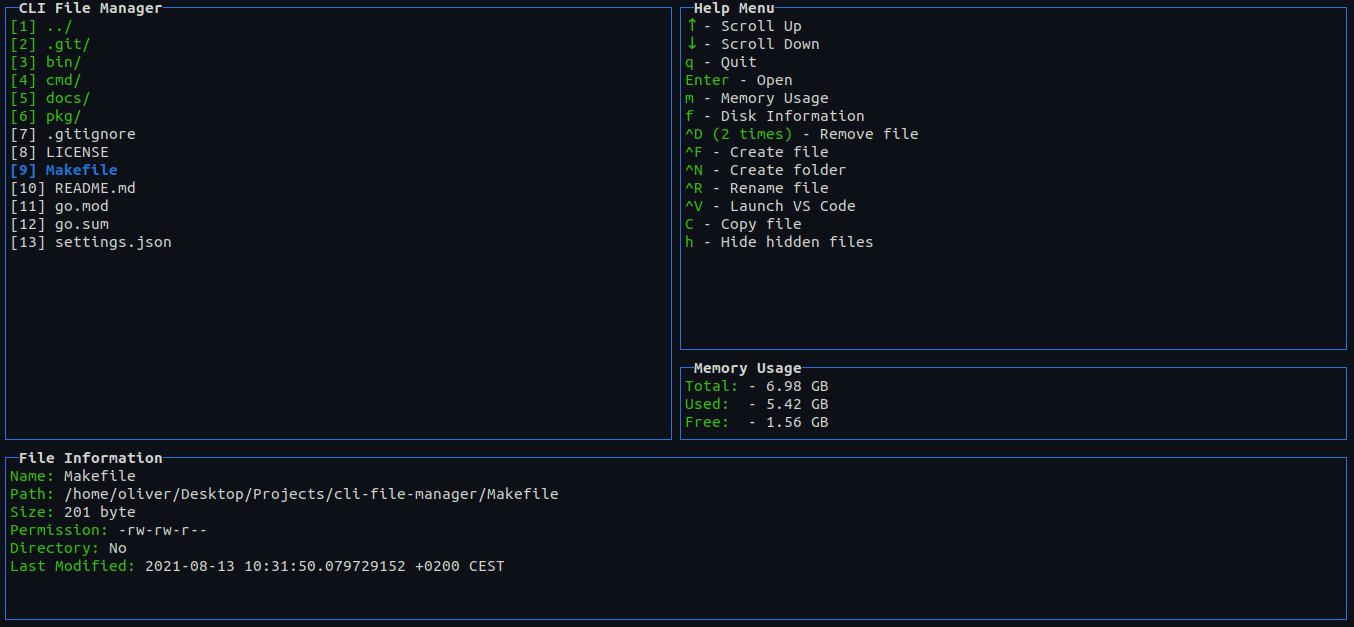 CLI File Manager
[1] ../
[2] .git/
[3] bin/
[4] cmd/
[5] docs/
[6] pkg/
[7] .gitignore
[8] LICENSE
[9] Makefile
[10] README.md
[11] go.mod
[12] go.sum
[13] settings.json
Help Menu
↑ - Scroll Up
↓ - Scroll Down
q - Quit
Enter - Open
m - Memory Usage
f - Disk Information
^D (2 times) - Remove file
^F - Create file
^N - Create folder
^R - Rename file
^V - Launch VS Code
C - Copy file
h - Hide hidden files
Memory Usage
Total: - 6.98 GB
Used:  - 5.42 GB
Free:  - 1.56 GB
File Information
Name: Makefile
Path: /home/oliver/Desktop/Projects/cli-file-manager/Makefile
Size: 201 byte
Permission: -rw-rw-r--
Directory: No
Last Modified: 2021-08-13 10:31:50.079729152 +0200 CEST